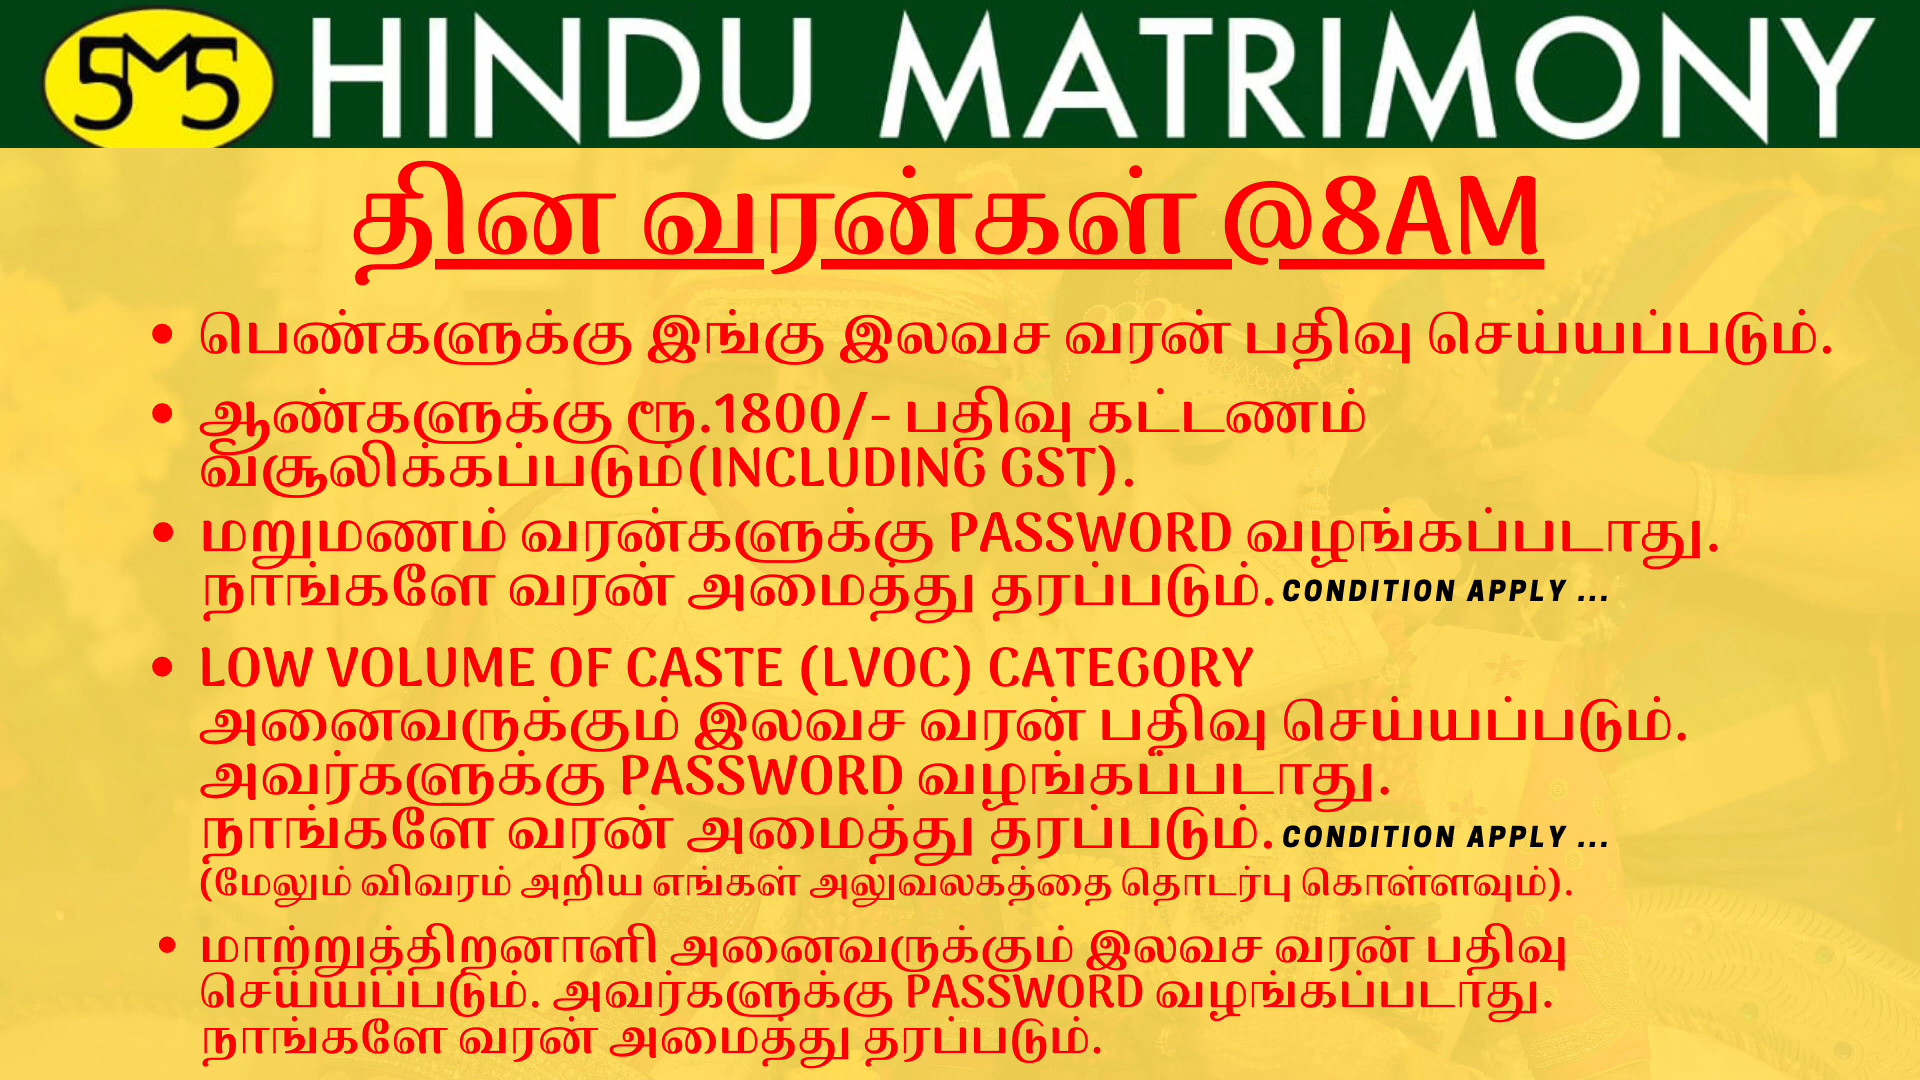 5M5 HINDU MATRIMONY
தின வரன்கள் @8AM
• பெண்களுக்கு இங்கு இலவச வரன் பதிவு செய்யப்படும்.
• ஆண்களுக்கு ரூ.1800/- பதிவு கட்டணம்
வசூலிக்கப்படும்(INCLUDING GST).
• மறுமணம் வரன்களுக்கு PASSWORD வழங்கப்படாது.
நாங்களே வரன் அமைத்து தரப்படும். CONDITION APPLY ...
• LOW VOLUME OF CASTE (LVOC) CATEGORY
அனைவருக்கும் இலவச வரன் பதிவு செய்யப்படும்.
அவர்களுக்கு PASSWORD வழங்கப்படாது.
நாங்களே வரன் அமைத்து தரப்படும். CONDITION APPLY ...
(மேலும் விவரம் அறிய எங்கள் அலுவலகத்தை தொடர்பு கொள்ளவும்).
• மாற்றுத்திறனாளி அனைவருக்கும் இலவச வரன் பதிவு
செய்யப்படும். அவர்களுக்கு PASSWORD வழங்கப்படாது.
நாங்களே வரன் அமைத்து தரப்படும்.